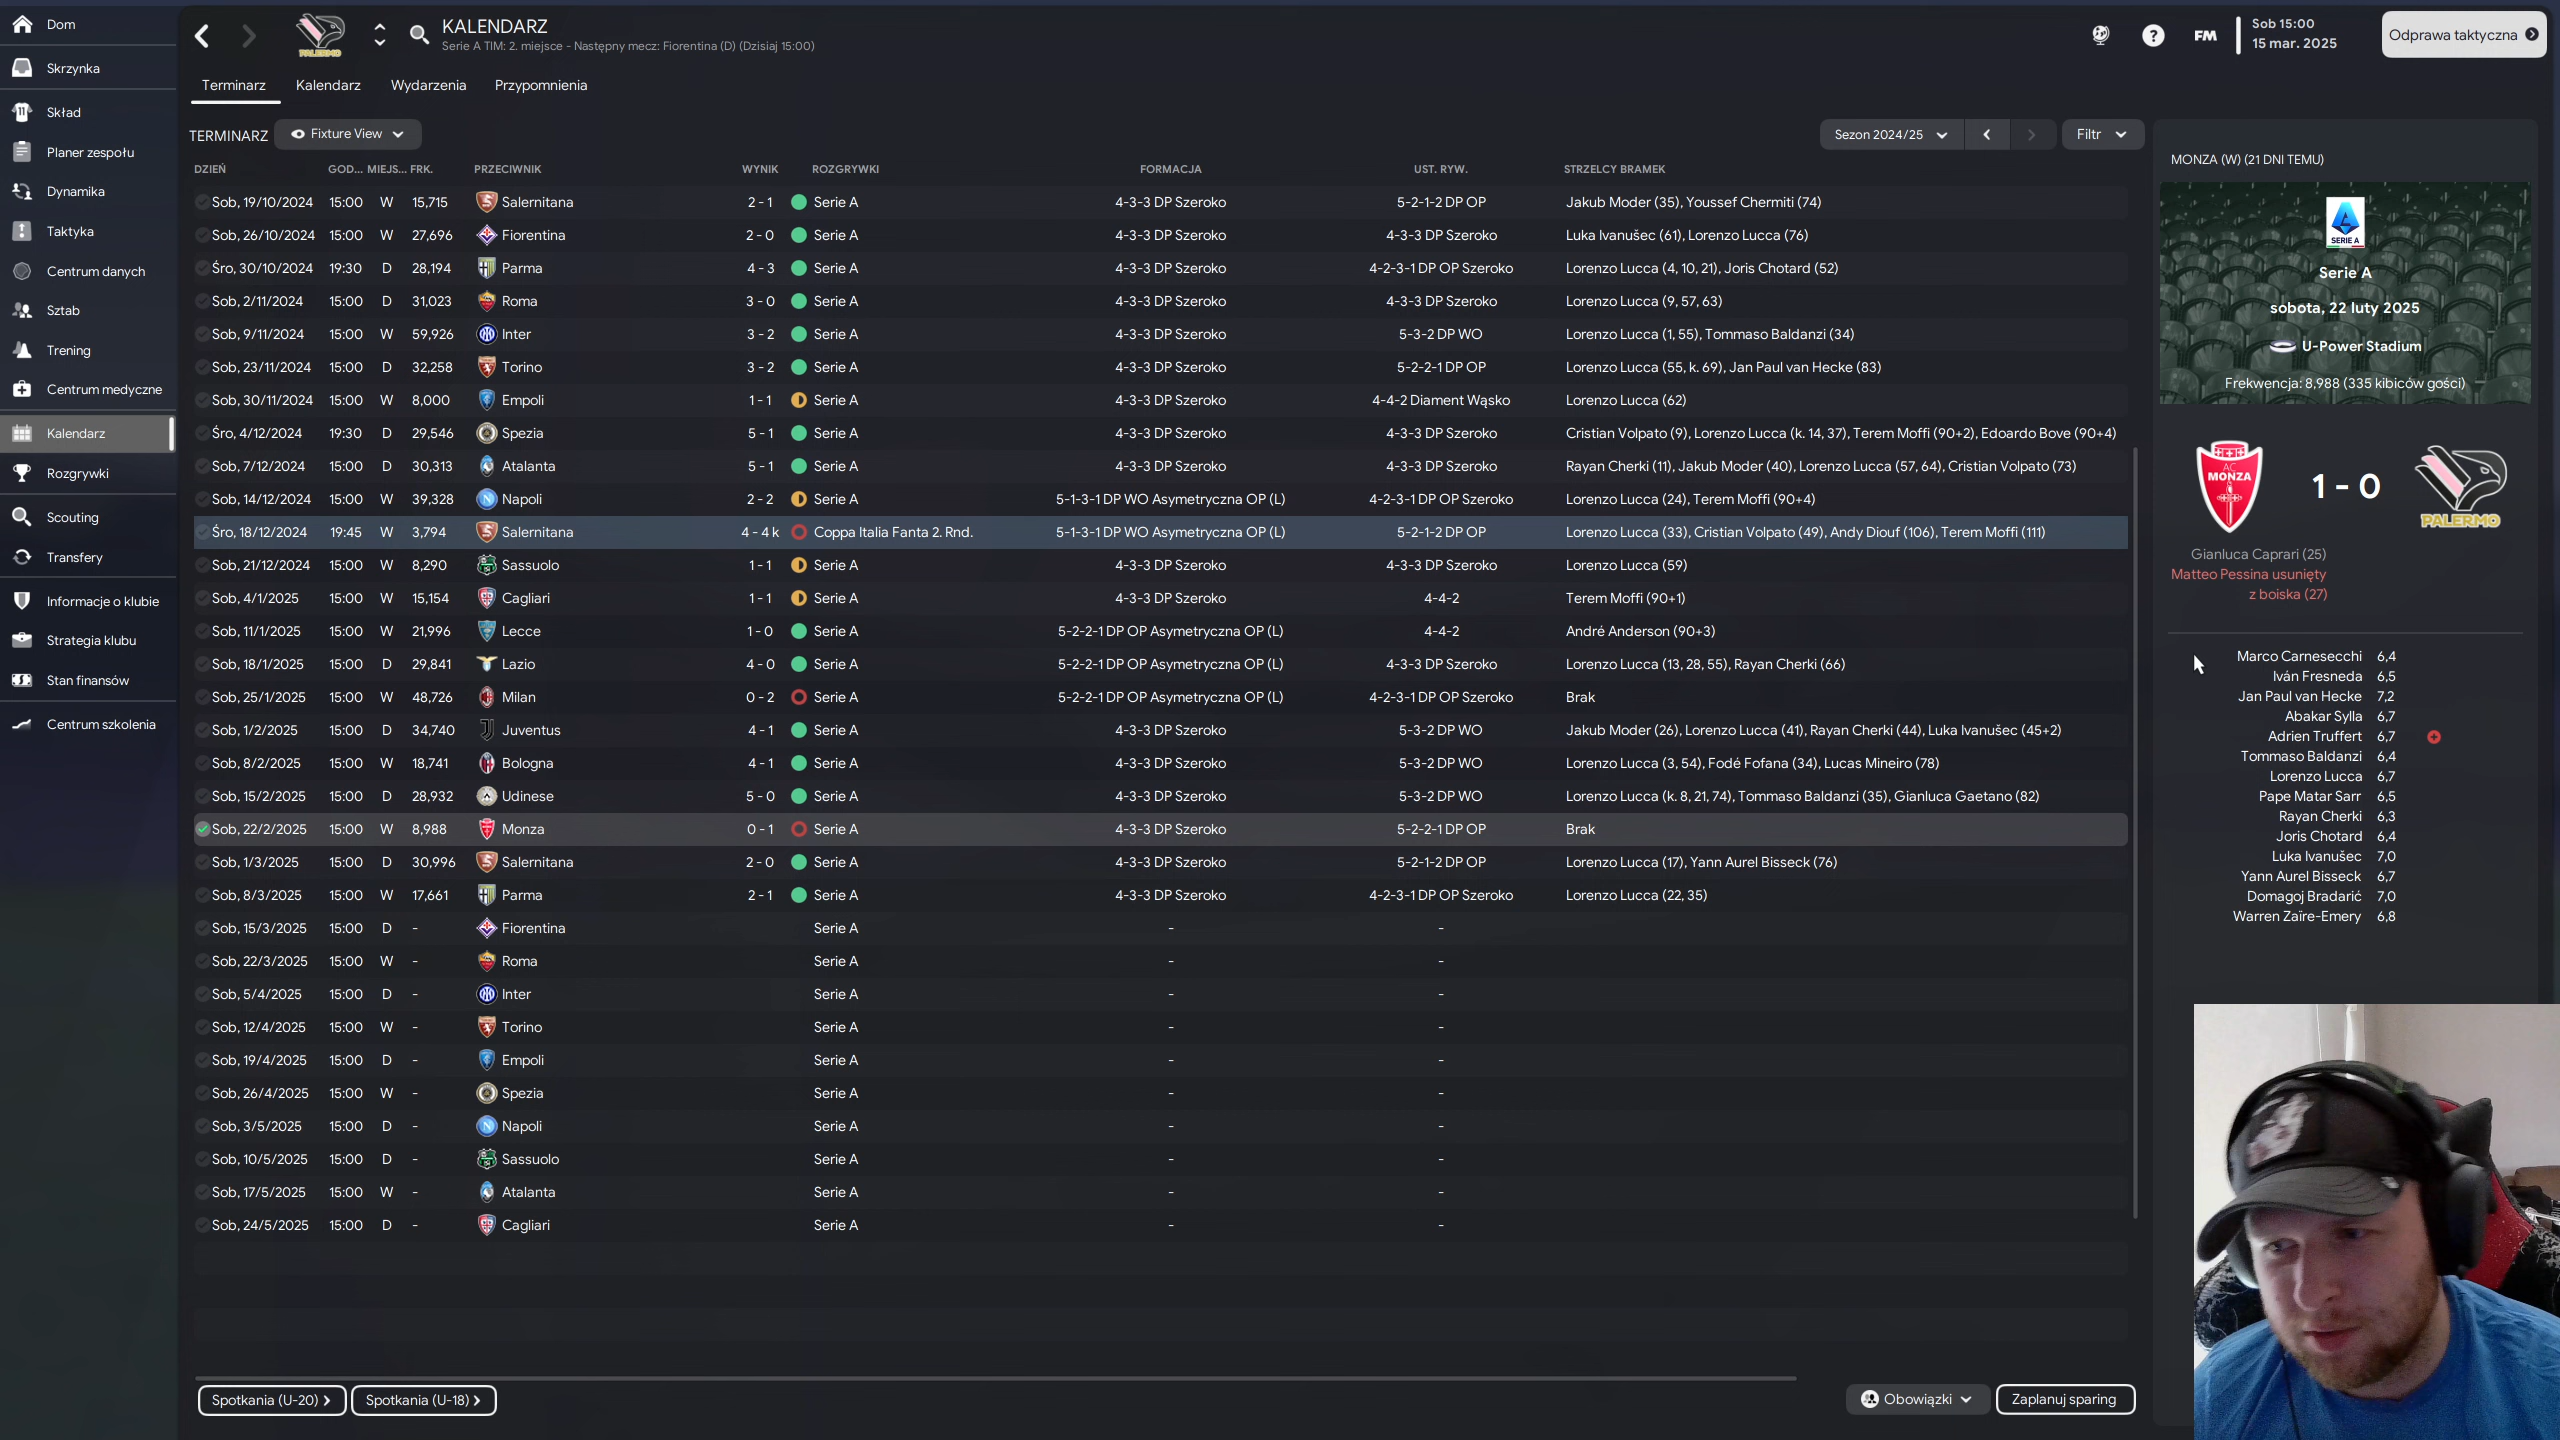 Dom
Skrzynka
Skład
Planer zespołu
Dynamika
Taktyka
Centrum danych
Sztab
Trening
Centrum medyczne
Kalendarz
Rozgrywki
Scouting
Transfery
Informacje o klubie
Strategia klubu
Stan finansów
Centrum szkolenia
PALERMO
KALENDARZ
Serie A TIM: 2. miejsce - Następny mecz: Fiorentina (D) (Dzisiaj 15:00)
FM
Sob 15:00
15 mar. 2025
Odprawa taktyczna
Terminarz Kalendarz Wydarzenia Przypomnienia
TERMINARZ Fixture View Sezon 2024/25 Filtr
DZIEŃ GOD... MIEJS... FRK. PRZECIWNIK WYNIK ROZGRYWKI FORMACJA UST. RYW. STRZELCY BRAMEK
Sob, 19/10/2024 15:00 W 15,715 Salernitana 2 - 1 Serie A 4-3-3 DP Szeroko 5-2-1-2 DP OP Jakub Moder (35), Youssef Chermiti (74)
Sob, 26/10/2024 15:00 W 27,696 Fiorentina 2 - 0 Serie A 4-3-3 DP Szeroko 4-3-3 DP Szeroko Luka Ivanušec (61), Lorenzo Lucca (76)
Śro, 30/10/2024 19:30 D 28,194 Parma 4 - 3 Serie A 4-3-3 DP Szeroko 4-2-3-1 DP OP Szeroko Lorenzo Lucca (4, 10, 21), Joris Chotard (52)
Sob, 2/11/2024 15:00 D 31,023 Roma 3 - 0 Serie A 4-3-3 DP Szeroko 4-3-3 DP Szeroko Lorenzo Lucca (9, 57, 63)
Sob, 9/11/2024 15:00 W 59,926 Inter 3 - 2 Serie A 4-3-3 DP Szeroko 5-3-2 DP WO Lorenzo Lucca (1, 55), Tommaso Baldanzi (34)
Sob, 23/11/2024 15:00 D 32,258 Torino 3 - 2 Serie A 4-3-3 DP Szeroko 5-2-2-1 DP OP Lorenzo Lucca (55, k. 69), Jan Paul van Hecke (83)
Sob, 30/11/2024 15:00 W 8,000 Empoli 1 - 1 Serie A 4-3-3 DP Szeroko 4-4-2 Diament Wąsko Lorenzo Lucca (62)
Śro, 4/12/2024 19:30 D 29,546 Spezia 5 - 1 Serie A 4-3-3 DP Szeroko 4-3-3 DP Szeroko Cristian Volpato (9), Lorenzo Lucca (k. 14, 37), Terem Moffi (90+2), Edoardo Bove (90+4)
Sob, 7/12/2024 15:00 D 30,313 Atalanta 5 - 1 Serie A 4-3-3 DP Szeroko 4-3-3 DP Szeroko Rayan Cherki (11), Jakub Moder (40), Lorenzo Lucca (57, 64), Cristian Volpato (73)
Sob, 14/12/2024 15:00 W 39,328 Napoli 2 - 2 Serie A 5-1-3-1 DP WO Asymetryczna OP (L) 4-2-3-1 DP OP Szeroko Lorenzo Lucca (24), Terem Moffi (90+4)
Śro, 18/12/2024 19:45 W 3,794 Salernitana 4 - 4 k Coppa Italia Fanta 2. Rnd. 5-1-3-1 DP WO Asymetryczna OP (L) 5-2-1-2 DP OP Lorenzo Lucca (33), Cristian Volpato (49), Andy Diouf (106), Terem Moffi (111)
Sob, 21/12/2024 15:00 W 8,290 Sassuolo 1 - 1 Serie A 4-3-3 DP Szeroko 4-3-3 DP Szeroko Lorenzo Lucca (59)
Sob, 4/1/2025 15:00 W 15,154 Cagliari 1 - 1 Serie A 4-3-3 DP Szeroko 4-4-2 Terem Moffi (90+1)
Sob, 11/1/2025 15:00 W 21,996 Lecce 1 - 0 Serie A 5-2-2-1 DP OP Asymetryczna OP (L) 4-4-2 André Anderson (90+3)
Sob, 18/1/2025 15:00 D 29,841 Lazio 4 - 0 Serie A 5-2-2-1 DP OP Asymetryczna OP (L) 4-3-3 DP Szeroko Lorenzo Lucca (13, 28, 55), Rayan Cherki (66)
Sob, 25/1/2025 15:00 W 48,726 Milan 0 - 2 Serie A 5-2-2-1 DP OP Asymetryczna OP (L) 4-2-3-1 DP OP Szeroko Brak
Sob, 1/2/2025 15:00 D 34,740 Juventus 4 - 1 Serie A 4-3-3 DP Szeroko 5-3-2 DP WO Jakub Moder (26), Lorenzo Lucca (41), Rayan Cherki (44), Luka Ivanušec (45+2)
Sob, 8/2/2025 15:00 W 18,741 Bologna 4 - 1 Serie A 4-3-3 DP Szeroko 5-3-2 DP WO Lorenzo Lucca (3, 54), Fodé Fofana (34), Lucas Mineiro (78)
Sob, 15/2/2025 15:00 D 28,932 Udinese 5 - 0 Serie A 4-3-3 DP Szeroko 5-3-2 DP WO Lorenzo Lucca (k. 8, 21, 74), Tommaso Baldanzi (35), Gianluca Gaetano (82)
Sob, 22/2/2025 15:00 W 8,988 Monza 0 - 1 Serie A 4-3-3 DP Szeroko 5-2-2-1 DP OP Brak
Sob, 1/3/2025 15:00 D 30,996 Salernitana 2 - 0 Serie A 4-3-3 DP Szeroko 5-2-1-2 DP OP Lorenzo Lucca (17), Yann Aurel Bisseck (76)
Sob, 8/3/2025 15:00 W 17,661 Parma 2 - 1 Serie A 4-3-3 DP Szeroko 4-2-3-1 DP OP Szeroko Lorenzo Lucca (22, 35)
Sob, 15/3/2025 15:00 D - Fiorentina Serie A - -
Sob, 22/3/2025 15:00 W - Roma Serie A - -
Sob, 5/4/2025 15:00 D - Inter Serie A - -
Sob, 12/4/2025 15:00 W - Torino Serie A - -
Sob, 19/4/2025 15:00 D - Empoli Serie A - -
Sob, 26/4/2025 15:00 W - Spezia Serie A - -
Sob, 3/5/2025 15:00 D - Napoli Serie A - -
Sob, 10/5/2025 15:00 D - Sassuolo Serie A - -
Sob, 17/5/2025 15:00 W - Atalanta Serie A - -
Sob, 24/5/2025 15:00 D - Cagliari Serie A - -
Spotkania (U-20) Spotkania (U-18) Obowiązki Zaplanuj sparing
MONZA (W) (21 DNI TEMU)
SERIE A
Serie A
sobota, 22 luty 2025
U-Power Stadium
Frekwencja: 8,988 (335 kibiców gości)
AC
MONZA
1 - 0
PALERMO
Gianluca Caprari (25)
Matteo Pessina usunięty
z boiska (27)
Marco Carnesecchi 6,4
Iván Fresneda 6,5
Jan Paul van Hecke 7,2
Abakar Sylla 6,7
Adrien Truffert 6,7
Tommaso Baldanzi 6,4
Lorenzo Lucca 6,7
Pape Matar Sarr 6,5
Rayan Cherki 6,3
Joris Chotard 6,4
Luka Ivanušec 7,0
Yann Aurel Bisseck 6,7
Domagoj Bradarić 7,0
Warren Zaïre-Emery 6,8